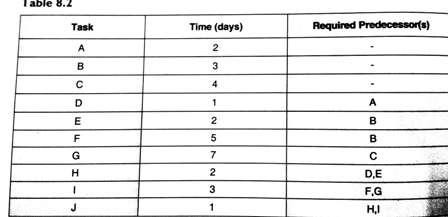 Table 8.2
Task Time (days) Required Predecessor(s)
A 2 -
B 3 -
C 4 -
D 1 A
E 2 B
F 5 B
G 7 C
H 2 D,E
I 3 F,G
J 1 H,I